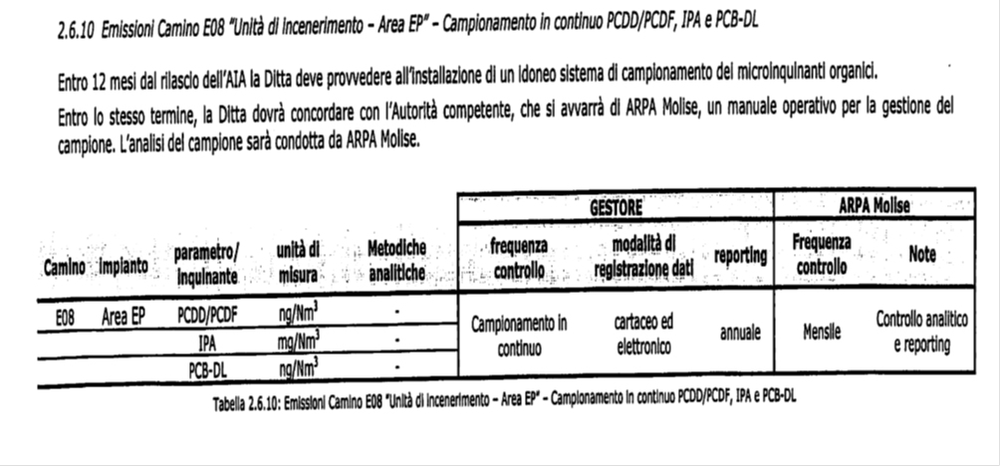 2.6.10 Emissioni Camino E08 "Unità di incenerimento – Area EP" – Campionamento in continuo PCDD/PCDF, IPA e PCB-DL
Entro 12 mesi dal rilascio dell'AIA la Ditta deve provvedere all'installazione di un idoneo sistema di campionamento dei microinquinanti organici.
Entro lo stesso termine, la Ditta dovrà concordare con l'Autorità competente, che si avvarrà di ARPA Molise, un manuale operativo per la gestione del
campione. L'analisi del campione sarà condotta da ARPA Molise.
GESTORE ARPA Molise
Camino Impianto parametro/ inquinante unità di misura Metodiche analitiche frequenza controllo modalità di registrazione dati reporting Frequenza controllo Note
E08 Area EP PCDD/PCDF ng/Nm³ - Campionamento in continuo cartaceo ed elettronico annuale Mensile Controllo analitico e reporting
IPA mg/Nm³ -
PCB-DL ng/Nm³ -
Tabella 2.6.10: Emissioni Camino E08 "Unità di incenerimento – Area EP" – Campionamento in continuo PCDD/PCDF, IPA e PCB-DL